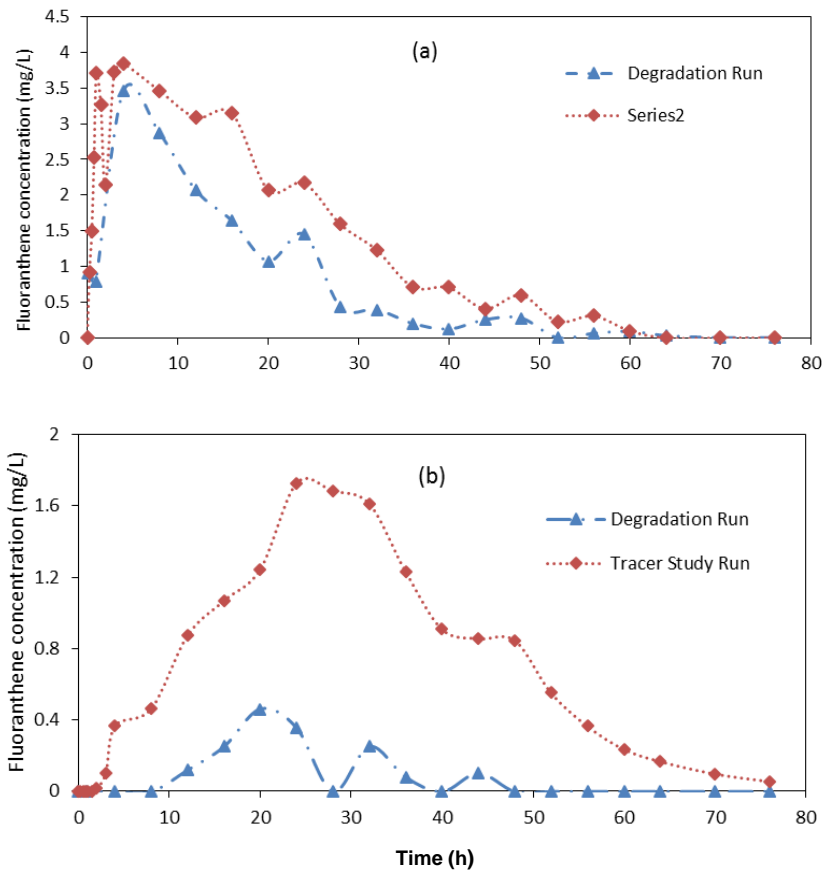 Fluoranthene concentration (mg/L)
4.5
4
3.5
3
2.5
2
1.5
1
0.5
0
(a)
Degradation Run
Series2
0 10 20 30 40 50 60 70 80
Fluoranthene concentration (mg/L)
2
1.6
1.2
0.8
0.4
0
(b)
Degradation Run
Tracer Study Run
0 10 20 30 40 50 60 70 80
Time (h)